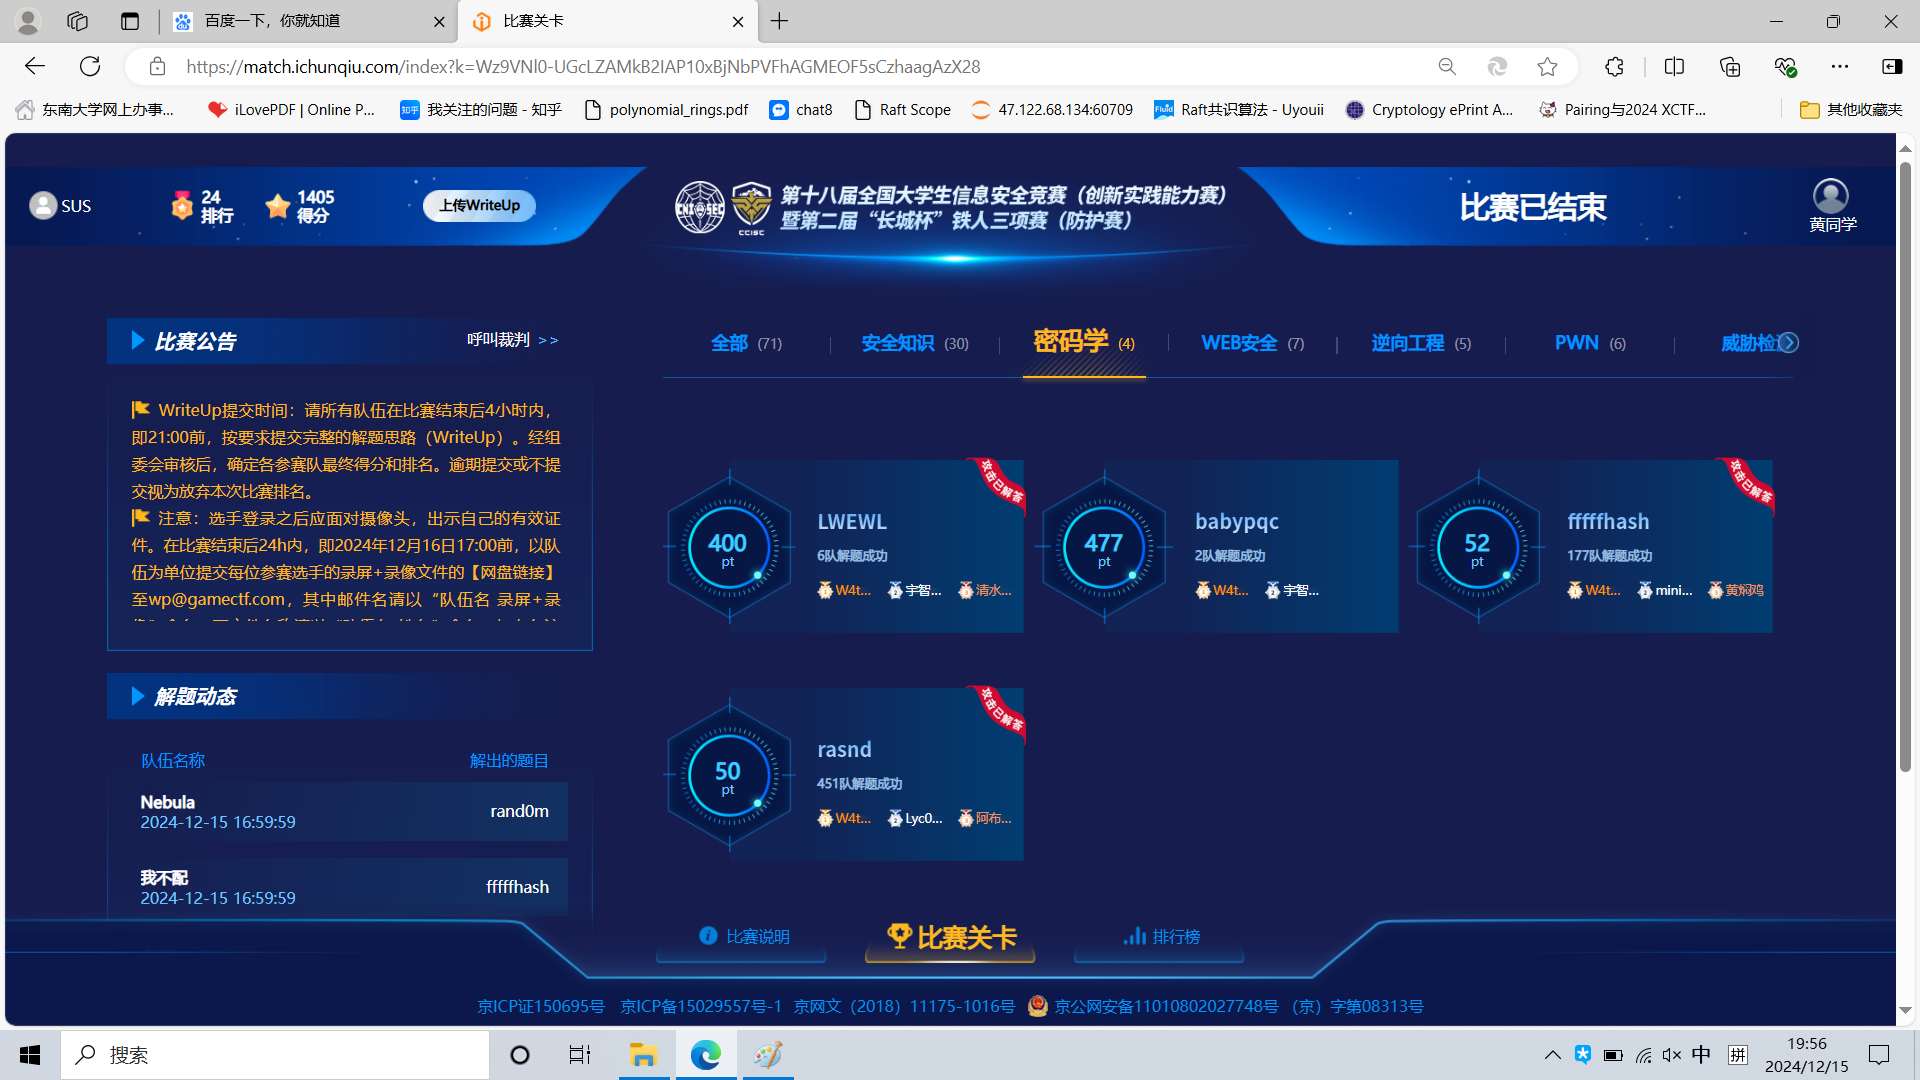 百度一下，你就知道
比赛关卡
https://match.ichunqiu.com/index?k=Wz9VNl0-UGcLZAMkB2IAP10xBjNbPVFhAGMEOF5sCzhaagAzX28
东南大学网上办事...
iLovePDF | Online P...
知乎
我关注的问题 - 知乎
polynomial_rings.pdf
chat8
Raft Scope
47.122.68.134:60709
Fluid
Raft共识算法 - Uyouii
Cryptology ePrint A...
Pairing与2024 XCTF...
其他收藏夹
SUS
24
排行
1405
得分
上传WriteUp
CNISEC
CCISC
第十八届全国大学生信息安全竞赛（创新实践能力赛）
暨第二届“长城杯”铁人三项赛（防护赛）
比赛已结束
黄同学
比赛公告
呼叫裁判 >>
WriteUp提交时间：请所有队伍在比赛结束后4小时内，
即21:00前，按要求提交完整的解题思路（WriteUp）。经组
委会审核后，确定各参赛队最终得分和排名。逾期提交或不提
交视为放弃本次比赛排名。
注意：选手登录之后应面对摄像头，出示自己的有效证
件。在比赛结束后24h内，即2024年12月16日17:00前，以队
伍为单位提交每位参赛选手的录屏+录像文件的【网盘链接】
至wp@gamectf.com，其中邮件名请以“队伍名 录屏+录
全部 (71)
安全知识 (30)
密码学 (4)
WEB安全 (7)
逆向工程 (5)
PWN (6)
威胁检
400
pt
LWEWL
6队解题成功
W4t...
宇智...
清水...
攻击已解答
477
pt
babypqc
2队解题成功
W4t...
宇智...
52
pt
fffffhash
177队解题成功
W4t...
mini...
黄焖鸡
攻击已解答
50
pt
rasnd
451队解题成功
W4t...
Lyc0...
阿布...
攻击已解答
解题动态
队伍名称
解出的题目
Nebula
2024-12-15 16:59:59
rand0m
我不配
2024-12-15 16:59:59
fffffhash
比赛说明
比赛关卡
排行榜
京ICP证150695号 京ICP备15029557号-1 京网文（2018）11175-1016号 京公网安备11010802027748号 （京）字第08313号
搜索
中
拼
19:56
2024/12/15